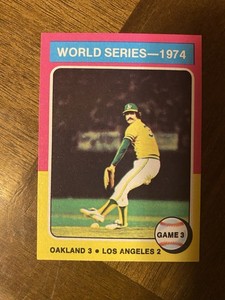 WORLD SERIES—1974
GAME 3
OAKLAND 3 • LOS ANGELES 2